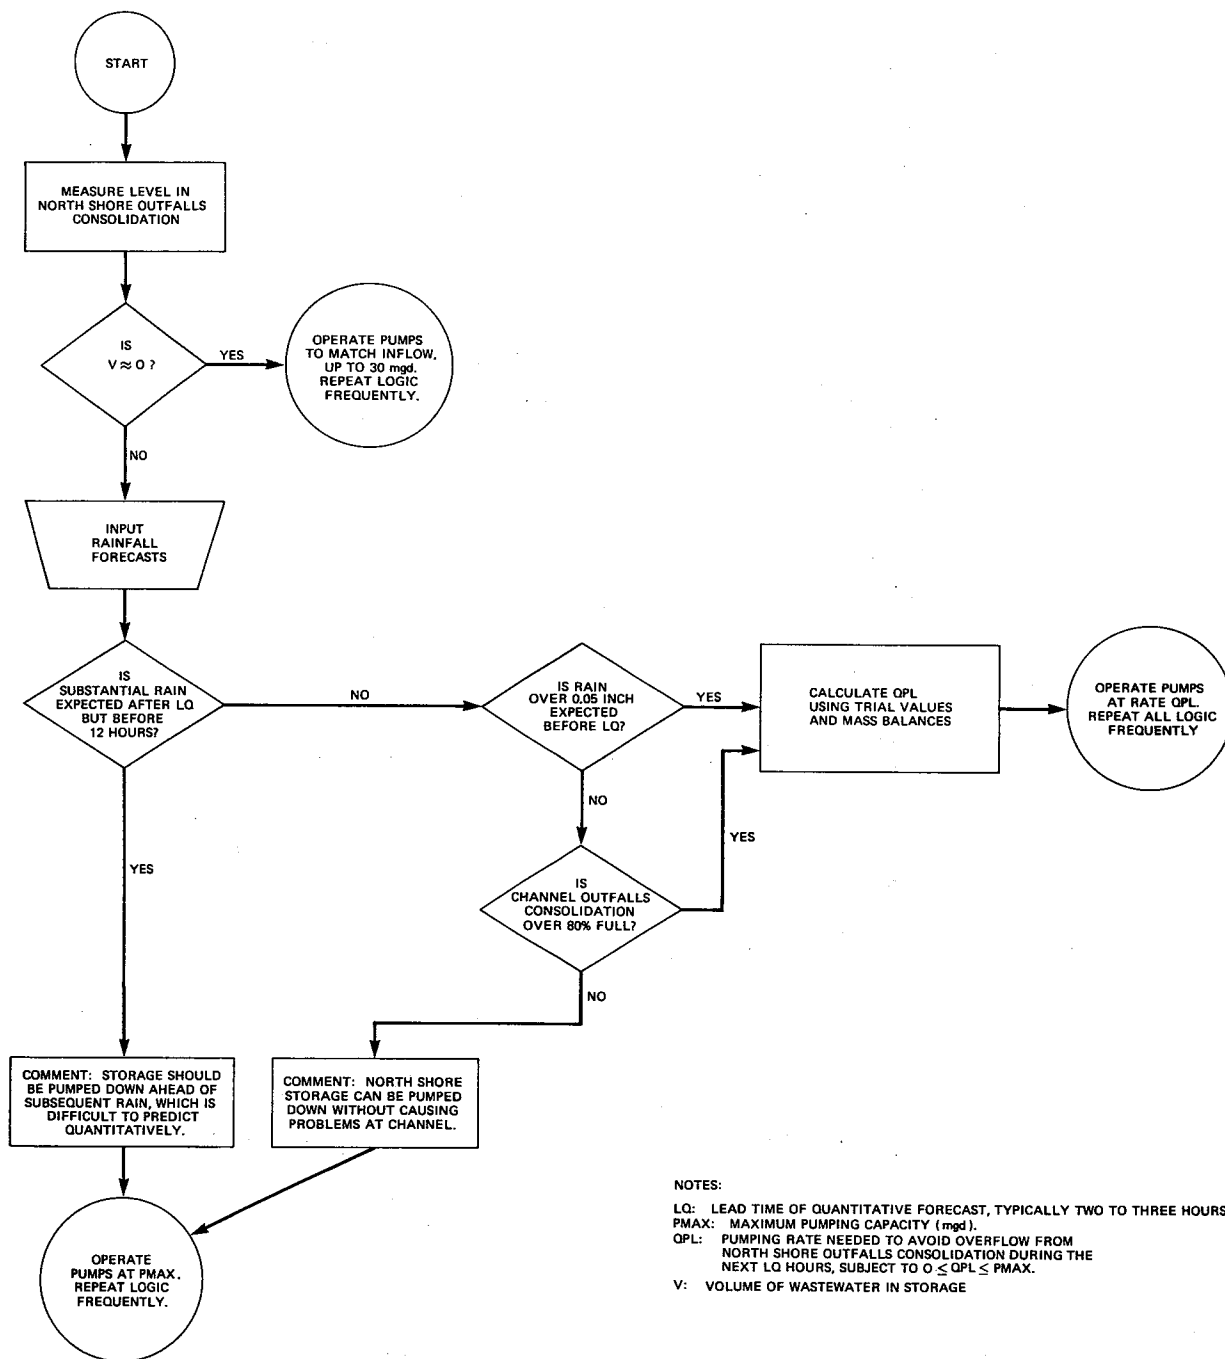 START
MEASURE LEVEL IN
NORTH SHORE OUTFALLS
CONSOLIDATION
IS
V ≈ O ?
YES
OPERATE PUMPS
TO MATCH INFLOW,
UP TO 30 mgd.
REPEAT LOGIC
FREQUENTLY.
NO
INPUT
RAINFALL
FORECASTS
IS
SUBSTANTIAL RAIN
EXPECTED AFTER LQ
BUT BEFORE
12 HOURS?
NO
IS RAIN
OVER 0.05 INCH
EXPECTED
BEFORE LQ?
YES
CALCULATE QPL
USING TRIAL VALUES
AND MASS BALANCES
OPERATE PUMPS
AT RATE QPL.
REPEAT ALL LOGIC
FREQUENTLY
NO
YES
YES
IS
CHANNEL OUTFALLS
CONSOLIDATION
OVER 80% FULL?
NO
COMMENT: STORAGE SHOULD
BE PUMPED DOWN AHEAD OF
SUBSEQUENT RAIN, WHICH IS
DIFFICULT TO PREDICT
QUANTITATIVELY.
COMMENT: NORTH SHORE
STORAGE CAN BE PUMPED
DOWN WITHOUT CAUSING
PROBLEMS AT CHANNEL.
OPERATE
PUMPS AT PMAX.
REPEAT LOGIC
FREQUENTLY.
NOTES:
LQ: LEAD TIME OF QUANTITATIVE FORECAST, TYPICALLY TWO TO THREE HOURS
PMAX: MAXIMUM PUMPING CAPACITY (mgd).
QPL: PUMPING RATE NEEDED TO AVOID OVERFLOW FROM
NORTH SHORE OUTFALLS CONSOLIDATION DURING THE
NEXT LQ HOURS, SUBJECT TO O ≤ QPL ≤ PMAX.
V: VOLUME OF WASTEWATER IN STORAGE